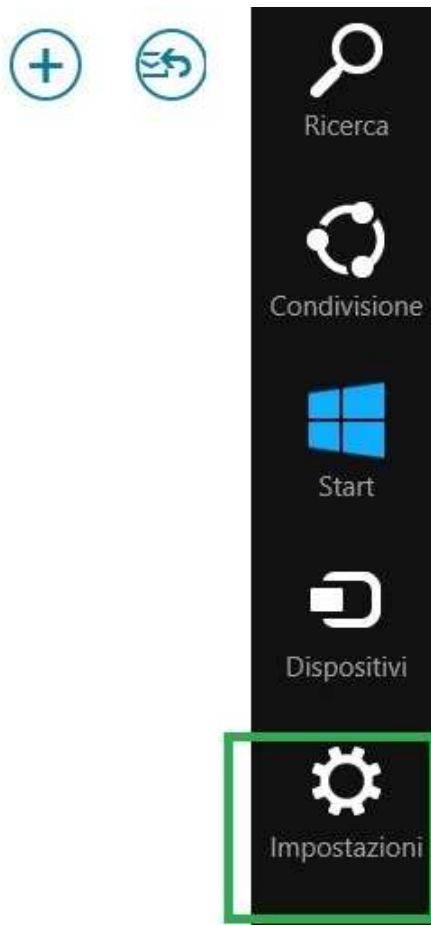 Ricerca
Condivisione
Start
Dispositivi
Impostazioni